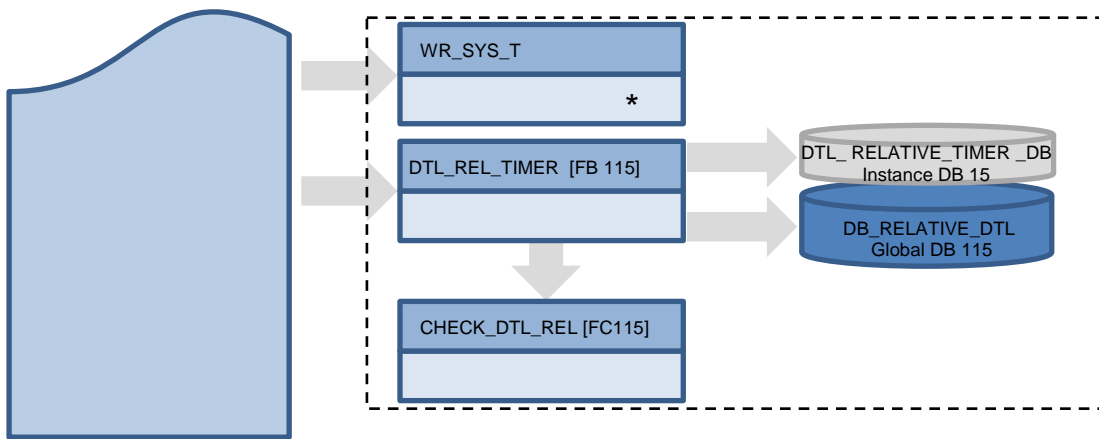 WR_SYS_T
*
DTL_REL_TIMER [FB 115]
DTL_ RELATIVE_TIMER _DB
Instance DB 15
DB_RELATIVE_DTL
Global DB 115
CHECK_DTL_REL [FC115]